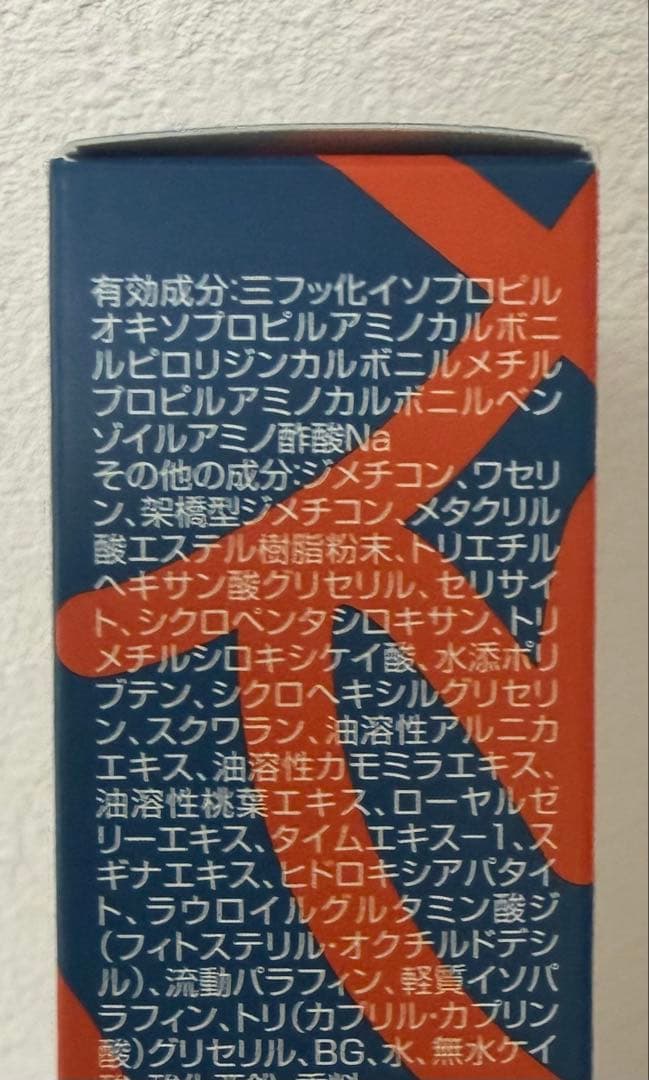 有効成分:三フッ化イソプロピル
オキソプロピルアミノカルボニ
ルピロリジンカルボニルメチル
プロピルアミノカルボニルベン
ゾイルアミノ酢酸Na
その他の成分:ジメチコン、ワセリ
ン、架橋型ジメチコン、メタクリル
酸エステル樹脂粉末、トリエチル
ヘキサン酸グリセリル、セリサイ
ト、シクロペンタシロキサン、トリ
メチルシロキシケイ酸、水添ポリ
ブテン、シクロヘキシルグリセリ
ン、スクワラン、油溶性アルニカ
エキス、油溶性カモミラエキス、
油溶性桃葉エキス、ローヤルゼ
リーエキス、タイムエキス-1、ス
ギナエキス、ヒドロキシアパタイ
ト、ラウロイルグルタミン酸ジ
(フィトステリル・オクチルドデシ
ル)、流動パラフィン、軽質イソパ
ラフィン、トリ(カプリル・カプリン
酸)グリセリル、BG、水、無水ケイ